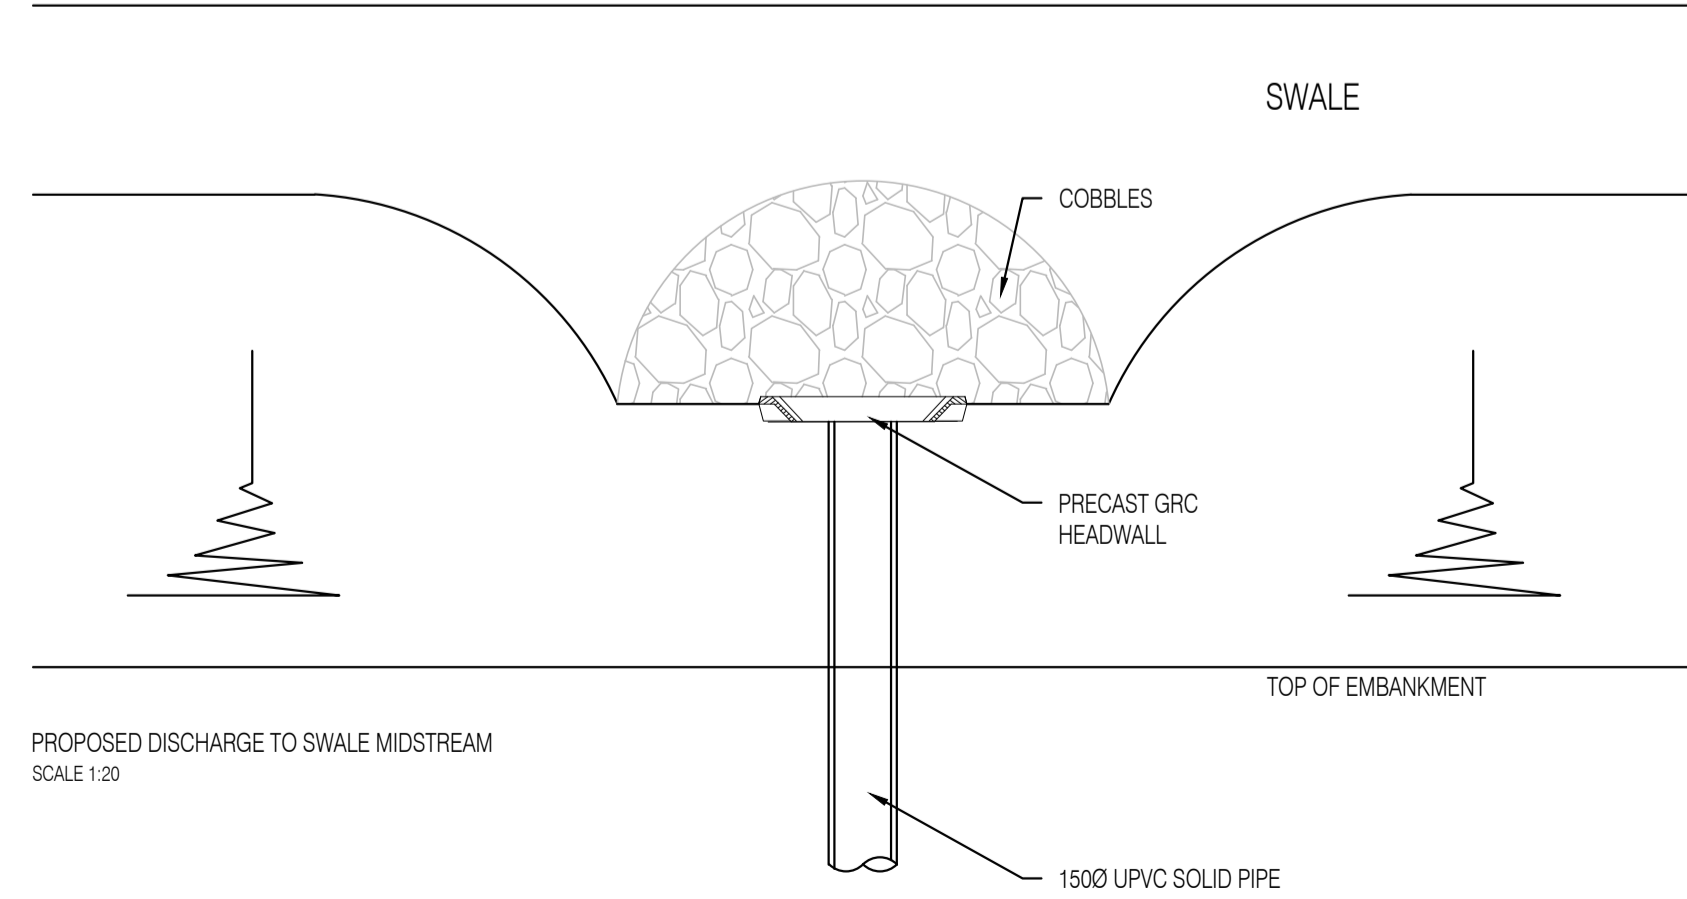 SWALE
COBBLES
PRECAST GRC
HEADWALL
TOP OF EMBANKMENT
PROPOSED DISCHARGE TO SWALE MIDSTREAM
SCALE 1:20
150Ø UPVC SOLID PIPE